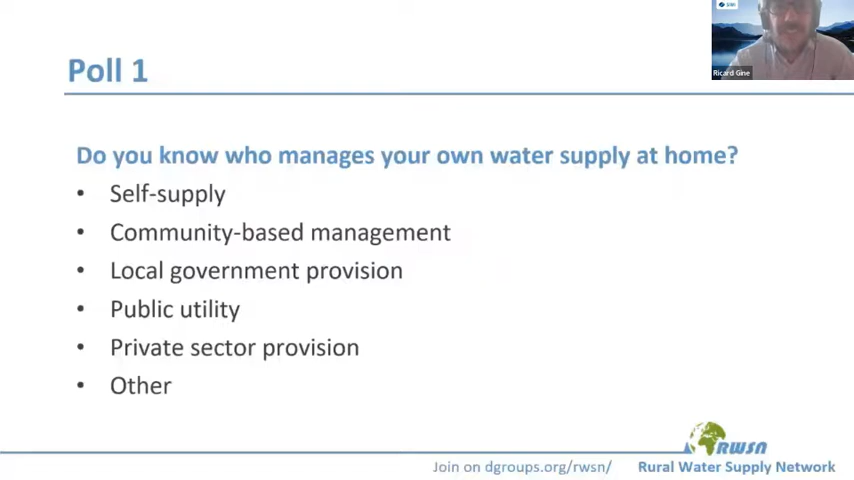 Poll 1
Do you know who manages your own water supply at home?
• Self-supply
• Community-based management
• Local government provision
• Public utility
• Private sector provision
• Other
Ricard Gine
RWSN
Join on dgroups.org/rwsn/ Rural Water Supply Network